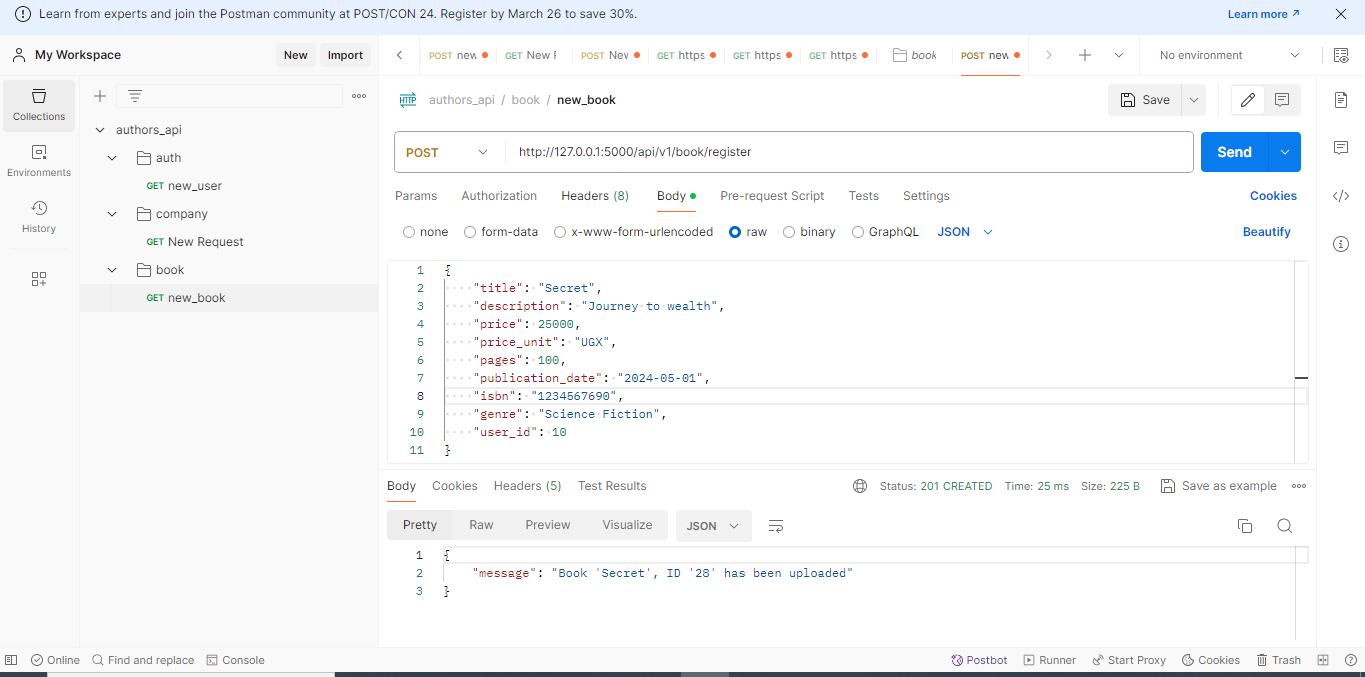 Learn from experts and join the Postman community at POST/CON 24. Register by March 26 to save 30%.
Learn more
My Workspace
New
Import
POST new
GET New F
POST New
GET https
GET https
GET https
book
POST new
No environment
Collections
Environments
History
authors_api
auth
GET new_user
company
GET New Request
book
GET new_book
HTTP authors_api / book / new_book
Save
POST
http://127.0.0.1:5000/api/v1/book/register
Send
Params
Authorization
Headers (8)
Body
Pre-request Script
Tests
Settings
Cookies
none
form-data
x-www-form-urlencoded
raw
binary
GraphQL
JSON
Beautify
1 {
2 "title": "Secret",
3 "description": "Journey to wealth",
4 "price": 25000,
5 "price_unit": "UGX",
6 "pages": 100,
7 "publication_date": "2024-05-01",
8 "isbn": "1234567690",
9 "genre": "Science Fiction",
10 "user_id": 10
11 }
Body
Cookies
Headers (5)
Test Results
Status: 201 CREATED
Time: 25 ms
Size: 225 B
Save as example
Pretty
Raw
Preview
Visualize
JSON
1 {
2 "message": "Book 'Secret', ID '28' has been uploaded"
3 }
Online
Find and replace
Console
Postbot
Runner
Start Proxy
Cookies
Trash